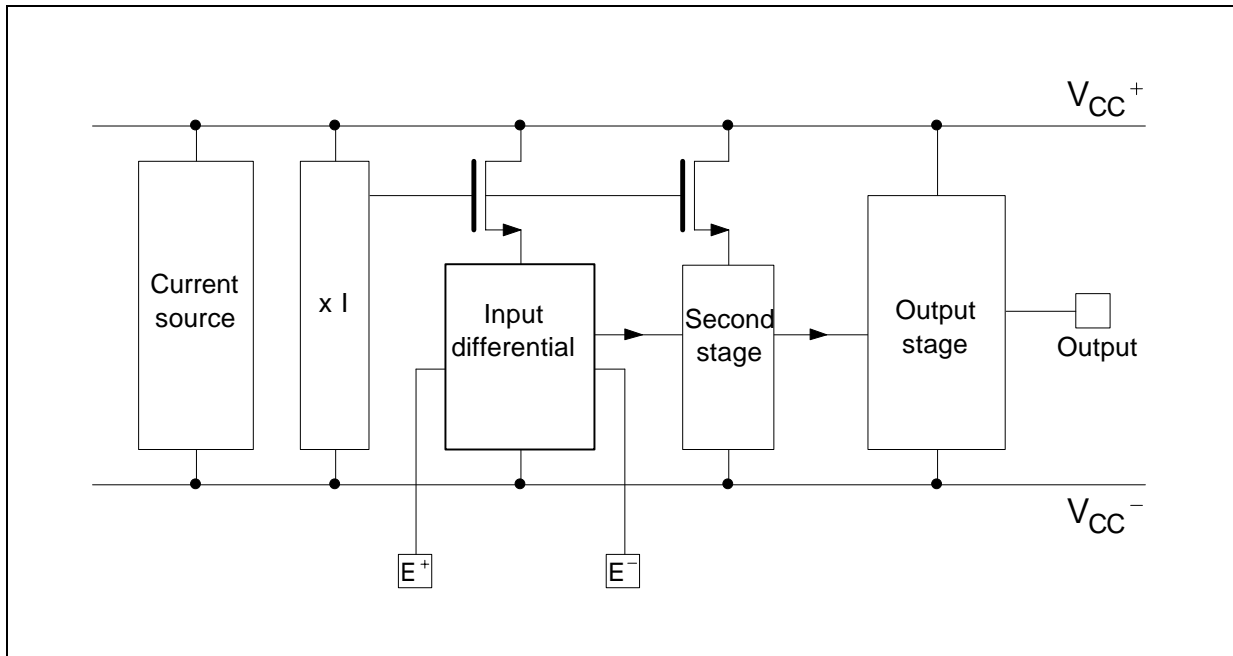 VCC+
Current
source
x I
Input
differential
Second
stage
Output
stage
Output
VCC−
E+
E−